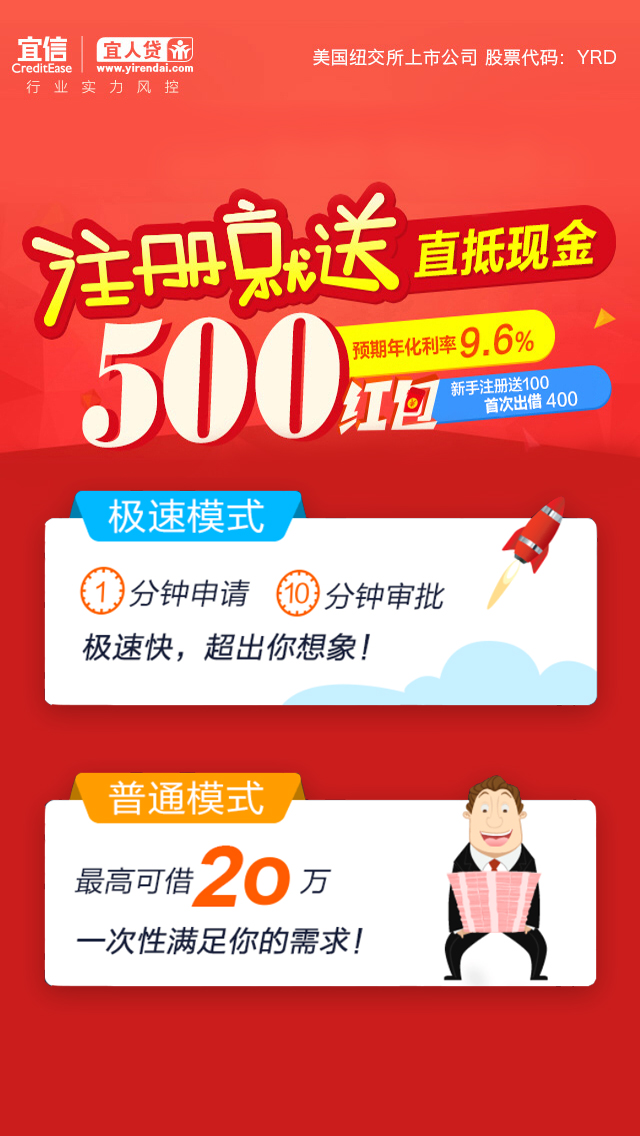 宜信 宜人贷
CreditEase www.yirendai.com
行业实力风控
美国纽交所上市公司 股票代码：YRD
注册就送 直抵现金
500 预期年化利率9.6%
红包 新手注册送100
首次出借 400
极速模式
1 分钟申请 10 分钟审批
极速快，超出你想象！
普通模式
最高可借20万
一次性满足你的需求！